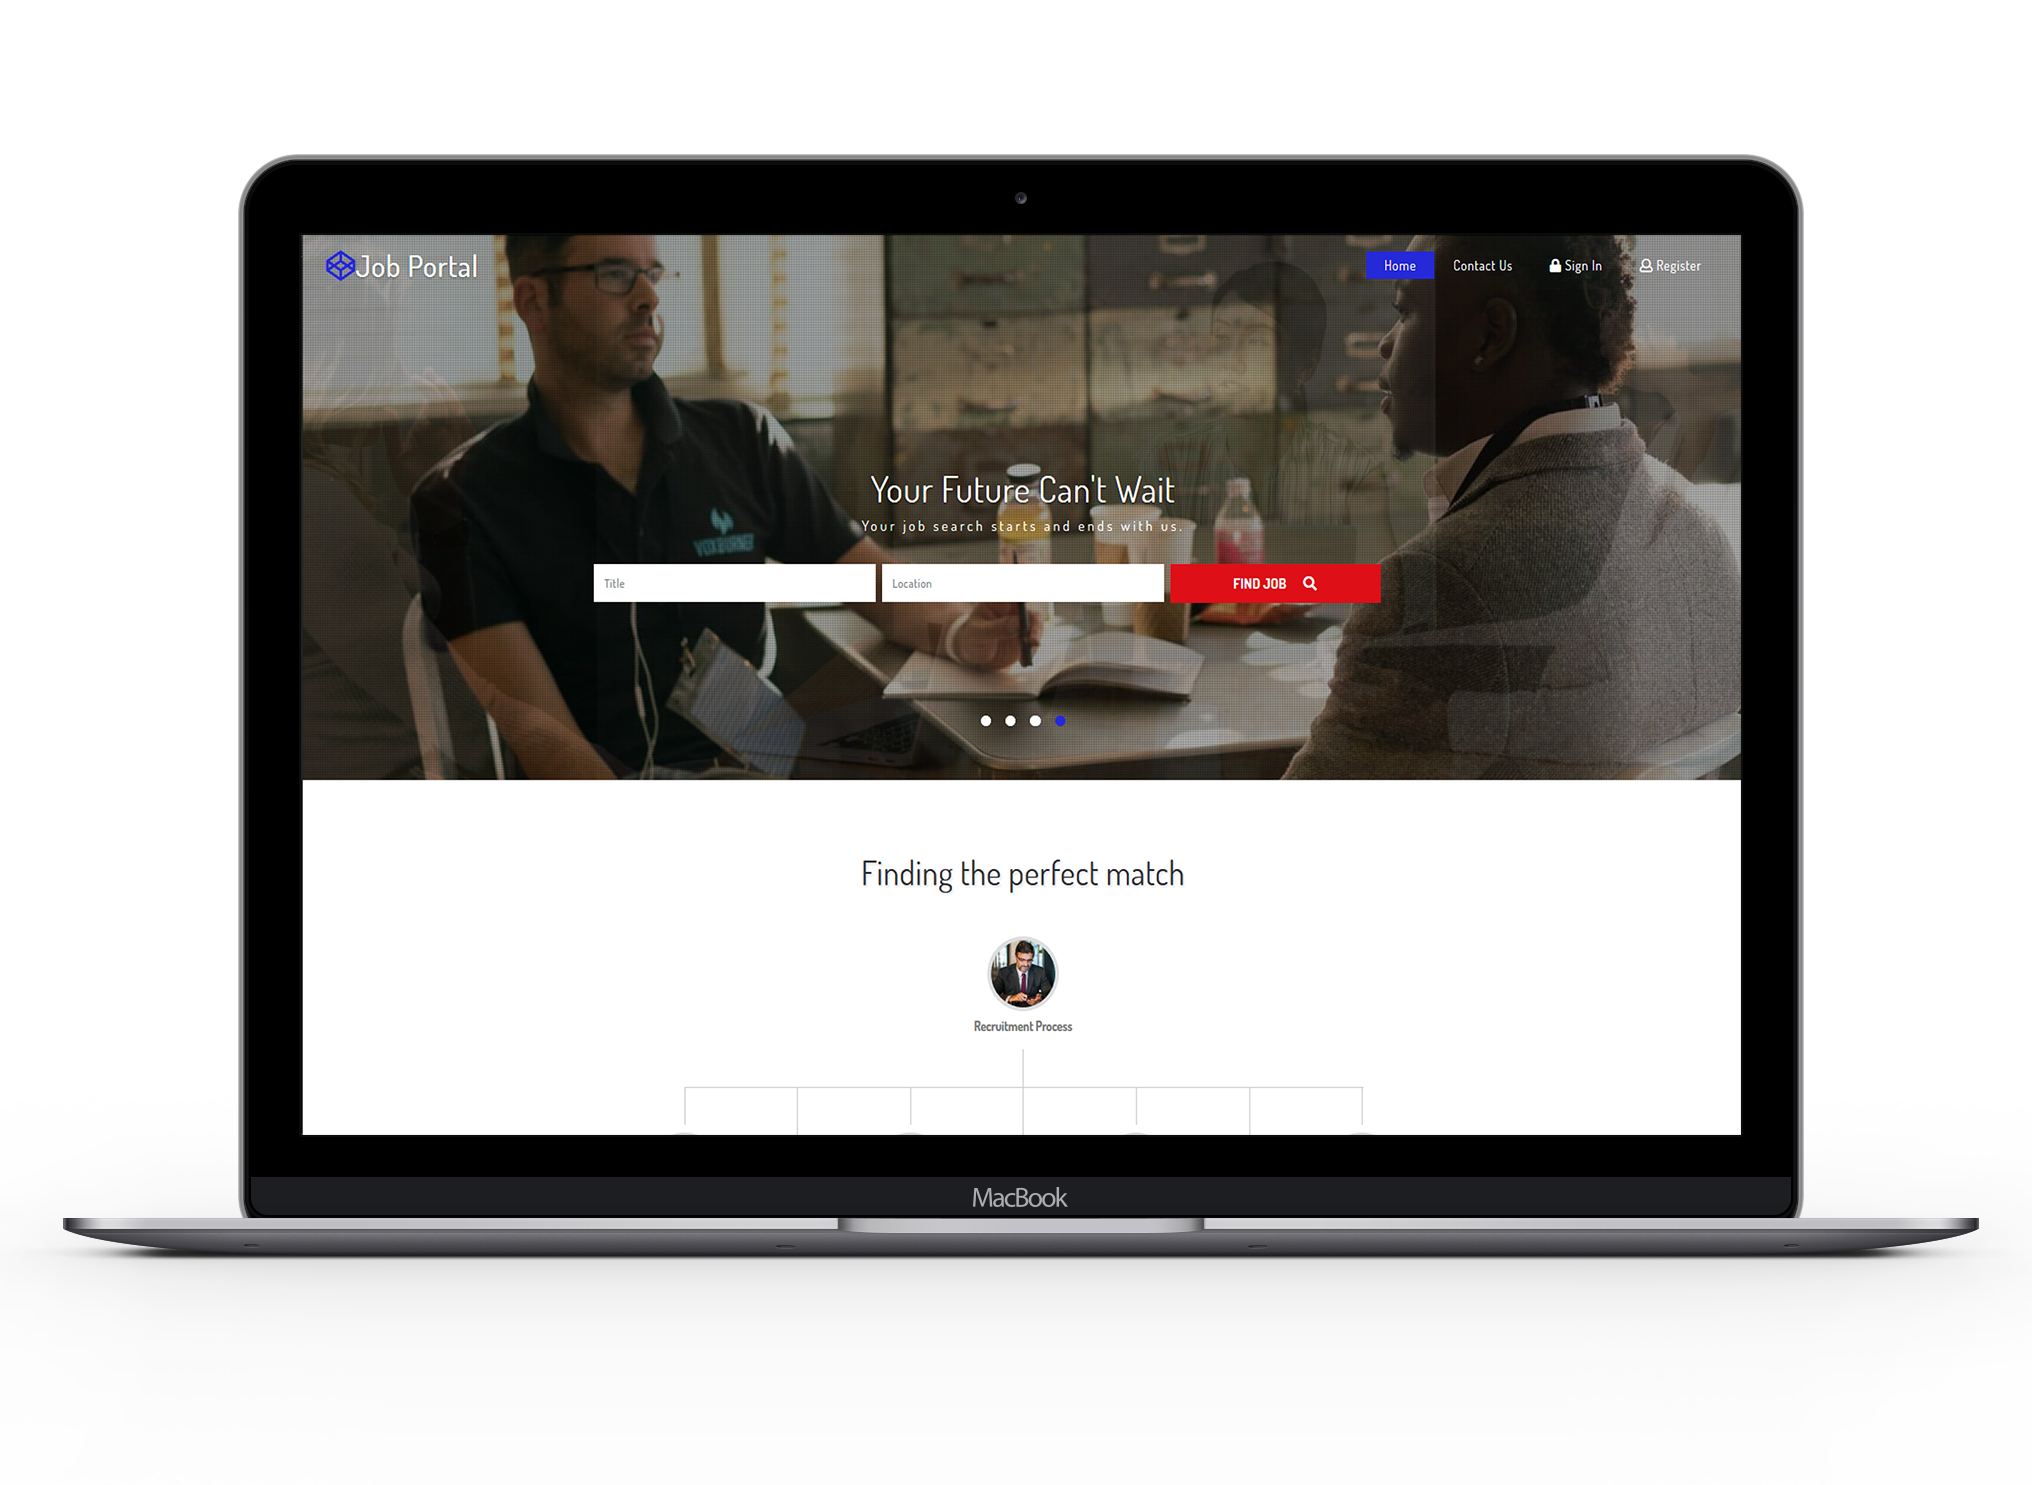 Job Portal
Home
Contact Us
Sign In
Register
Your Future Can't Wait
Your job search starts and ends with us.
VOXBURNER
Title
Location
FIND JOB
Finding the perfect match
Recruitment Process
MacBook